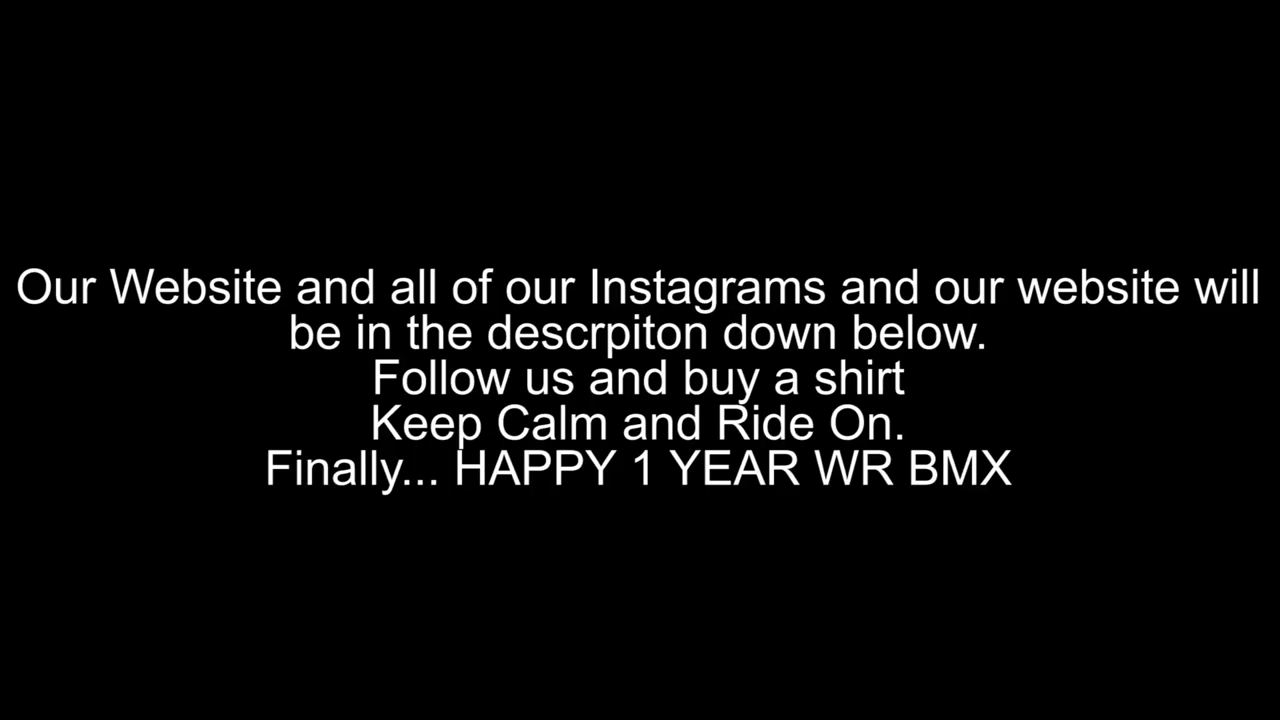 Our Website and all of our Instagrams and our website will
be in the descrpiton down below.
Follow us and buy a shirt
Keep Calm and Ride On.
Finally... HAPPY 1 YEAR WR BMX